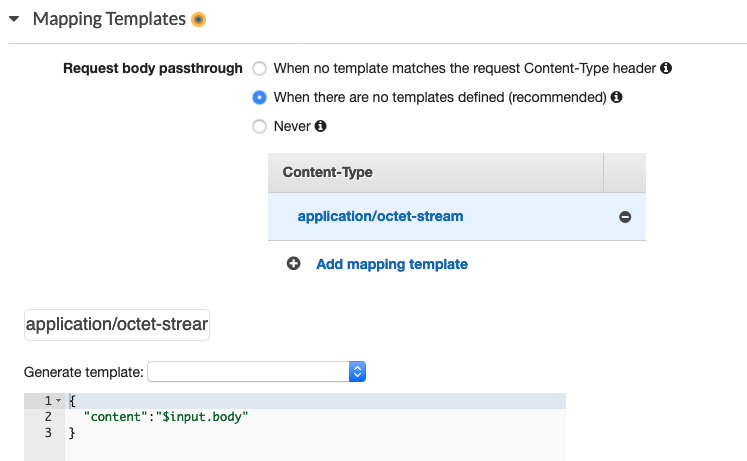 Mapping Templates
Request body passthrough
When no template matches the request Content-Type header
When there are no templates defined (recommended)
Never
Content-Type
application/octet-stream
Add mapping template
application/octet-strear
Generate template:
1 {
2 "content":"$input.body"
3 }